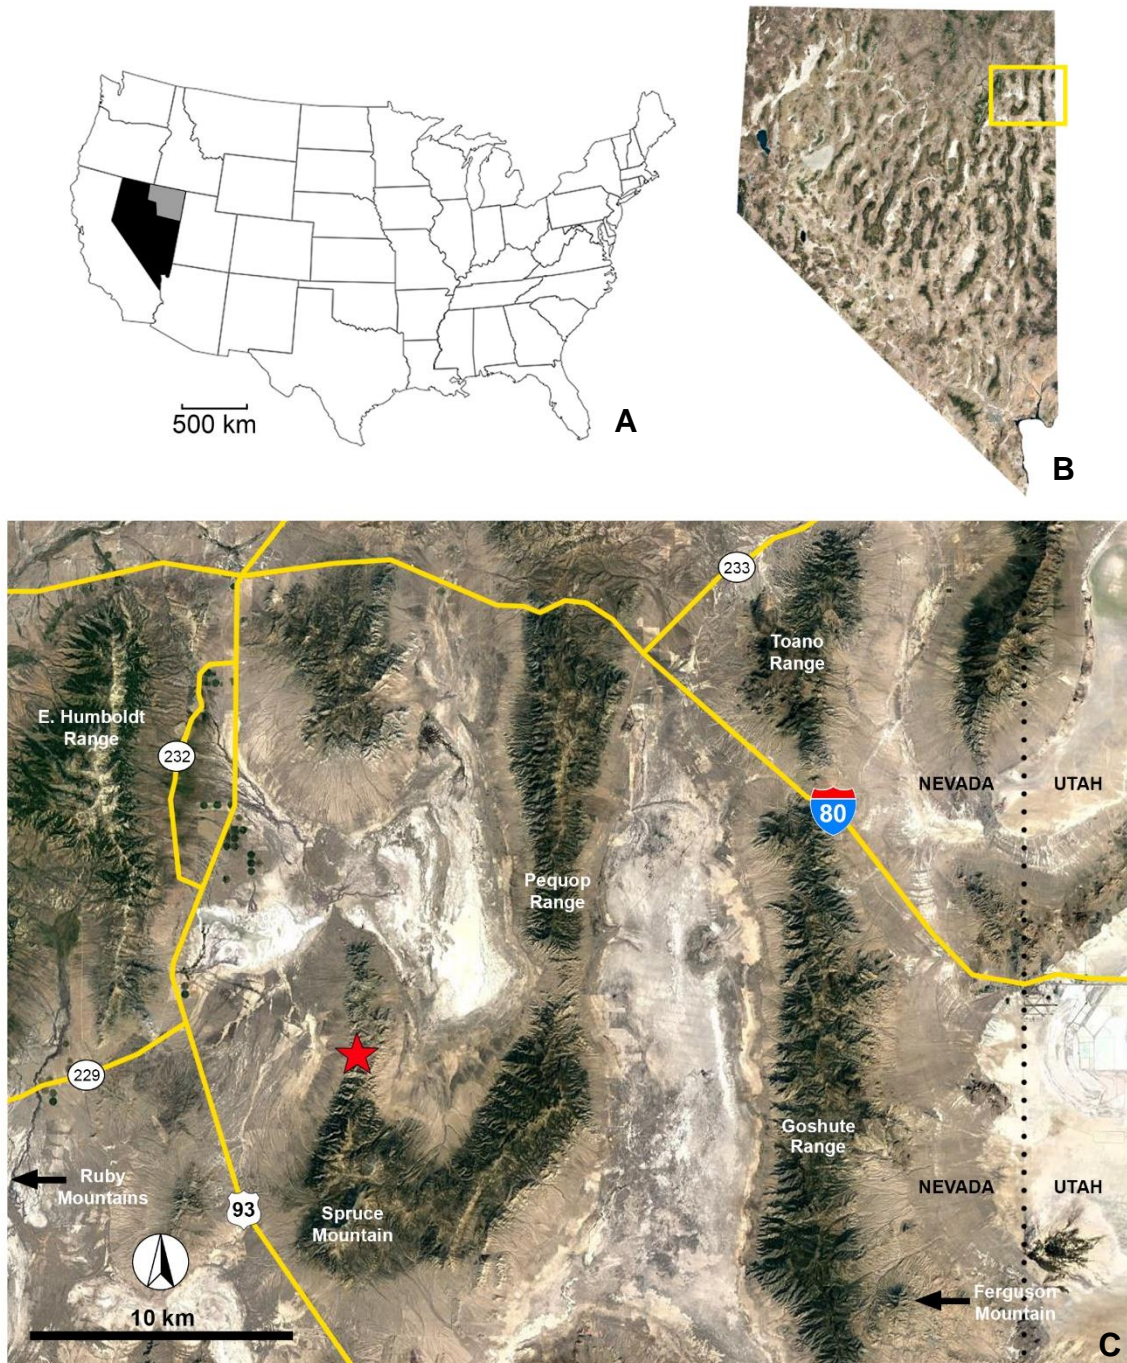 500 km
A
B
233
Toano
Range
E. Humboldt
Range
232
NEVADA
UTAH
80
Pequop
Range
229
Goshute
Range
Ruby
Mountains
NEVADA
UTAH
93
Spruce
Mountain
Ferguson
Mountain
10 km
C